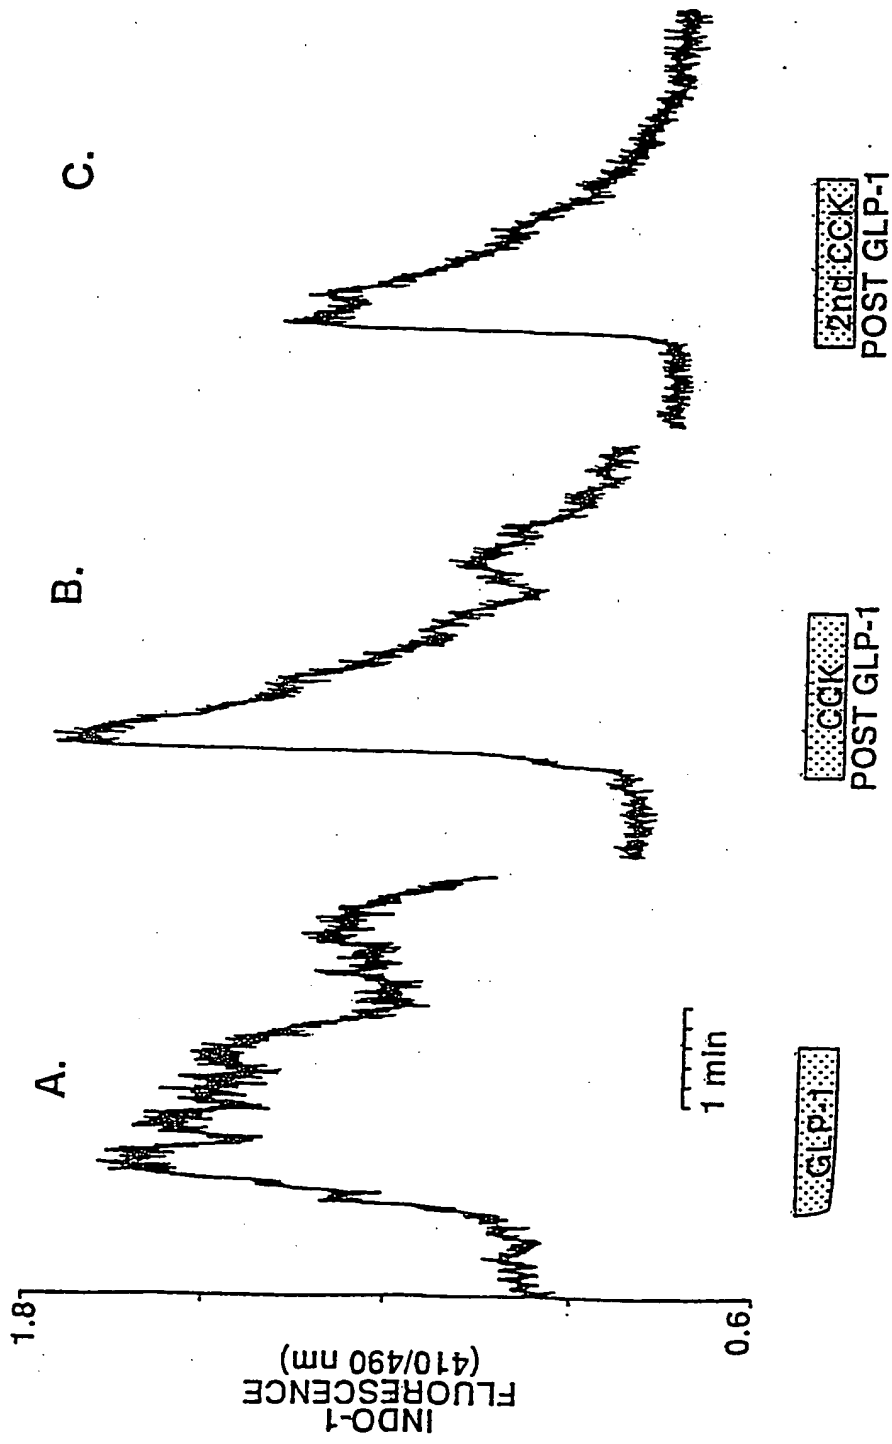 A.
B.
C.
1.8
0.6
INDO-1
FLUORESCENCE
(410/490 nm)
1 min
GLP-1
CCK
POST GLP-1
2nd CCK
POST GLP-1